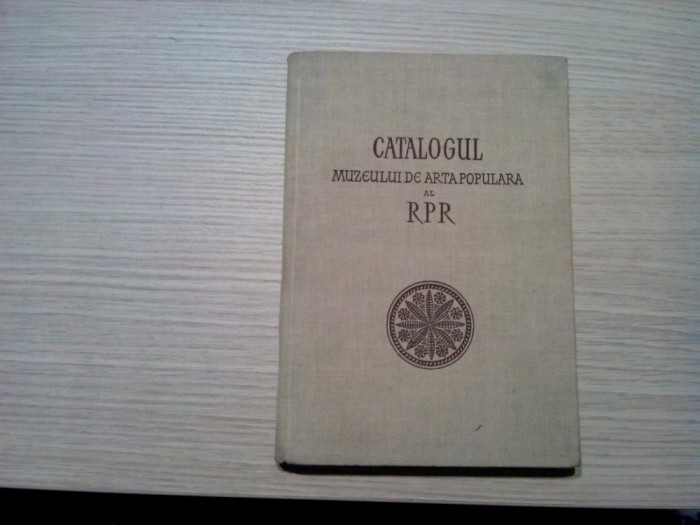 CATALOGUL
MUZEULUI DE ARTA POPULARA
AL
RPR